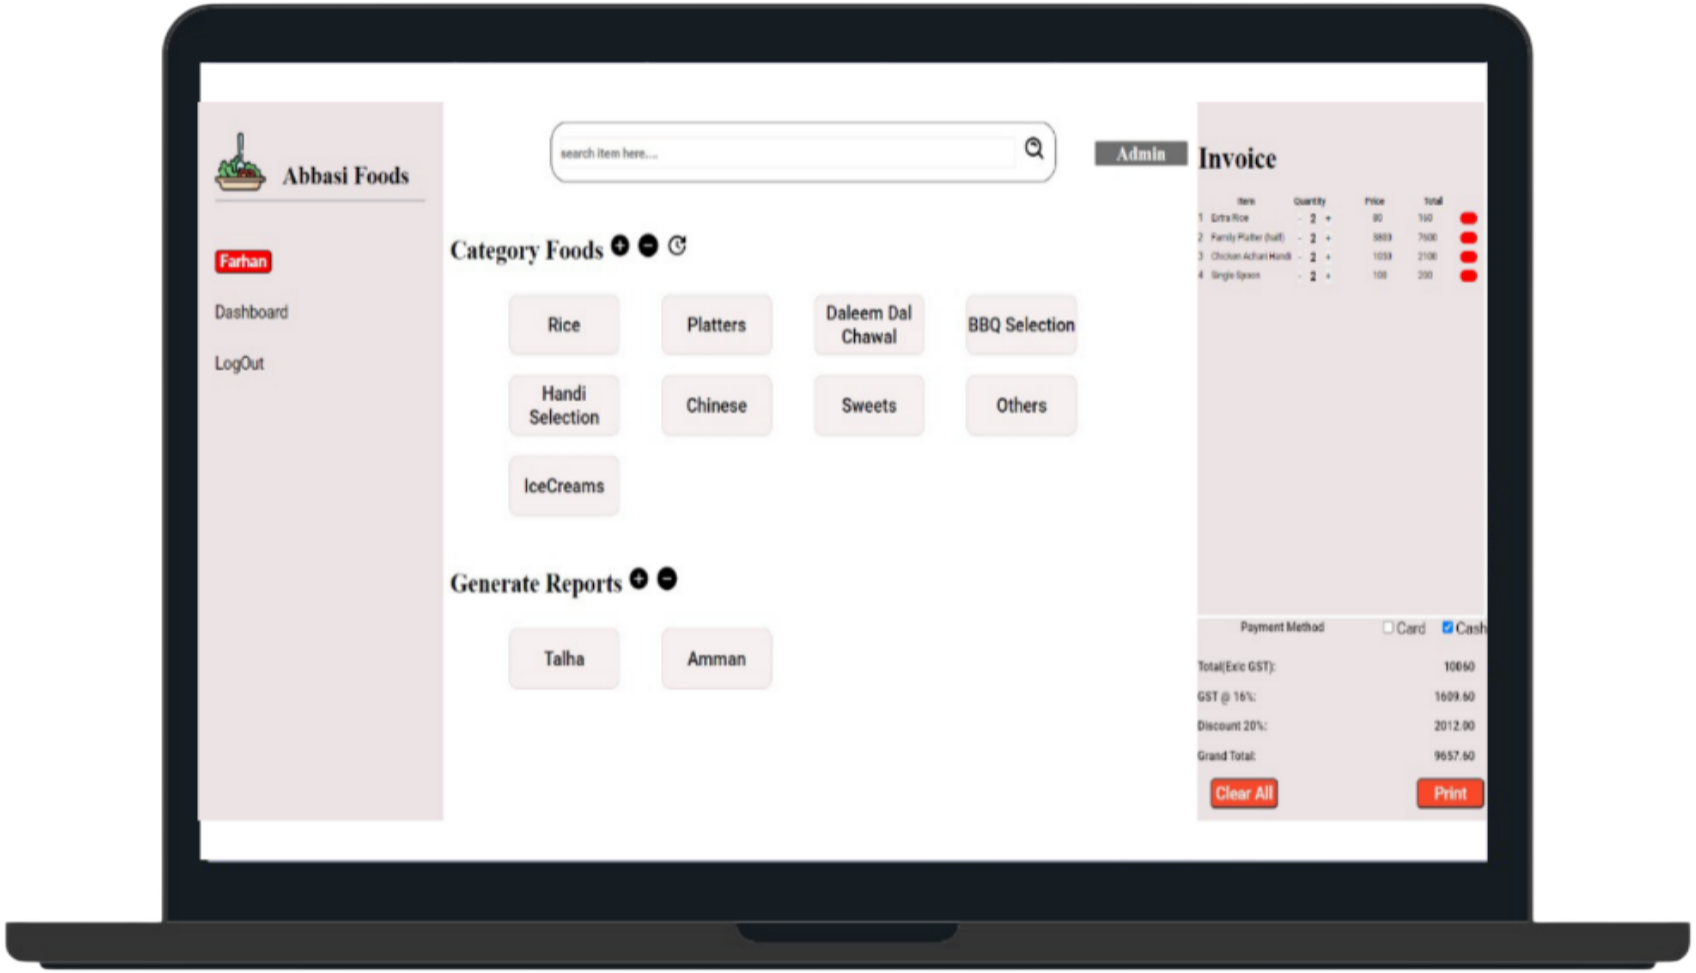 Abbasi Foods
Farhan
Dashboard
LogOut
search item here....
Admin
Category Foods
Rice
Platters
Daleem Dal
Chawal
BBQ Selection
Handi
Selection
Chinese
Sweets
Others
IceCreams
Generate Reports
Talha
Amman
Invoice
Item Quantity Price Total
1 Extra Rice - 2 + 80 160
2 Family Platter (half) - 2 + 7600
3 Chicken Achari Handi - 2 + 2100
4 Single Spoon - 2 + 100 200
Payment Method Card Cash
Total(Exlc GST): 10060
GST @ 16%: 1609.60
Discount 20%: 2012.00
Grand Total: 9657.60
Clear All Print